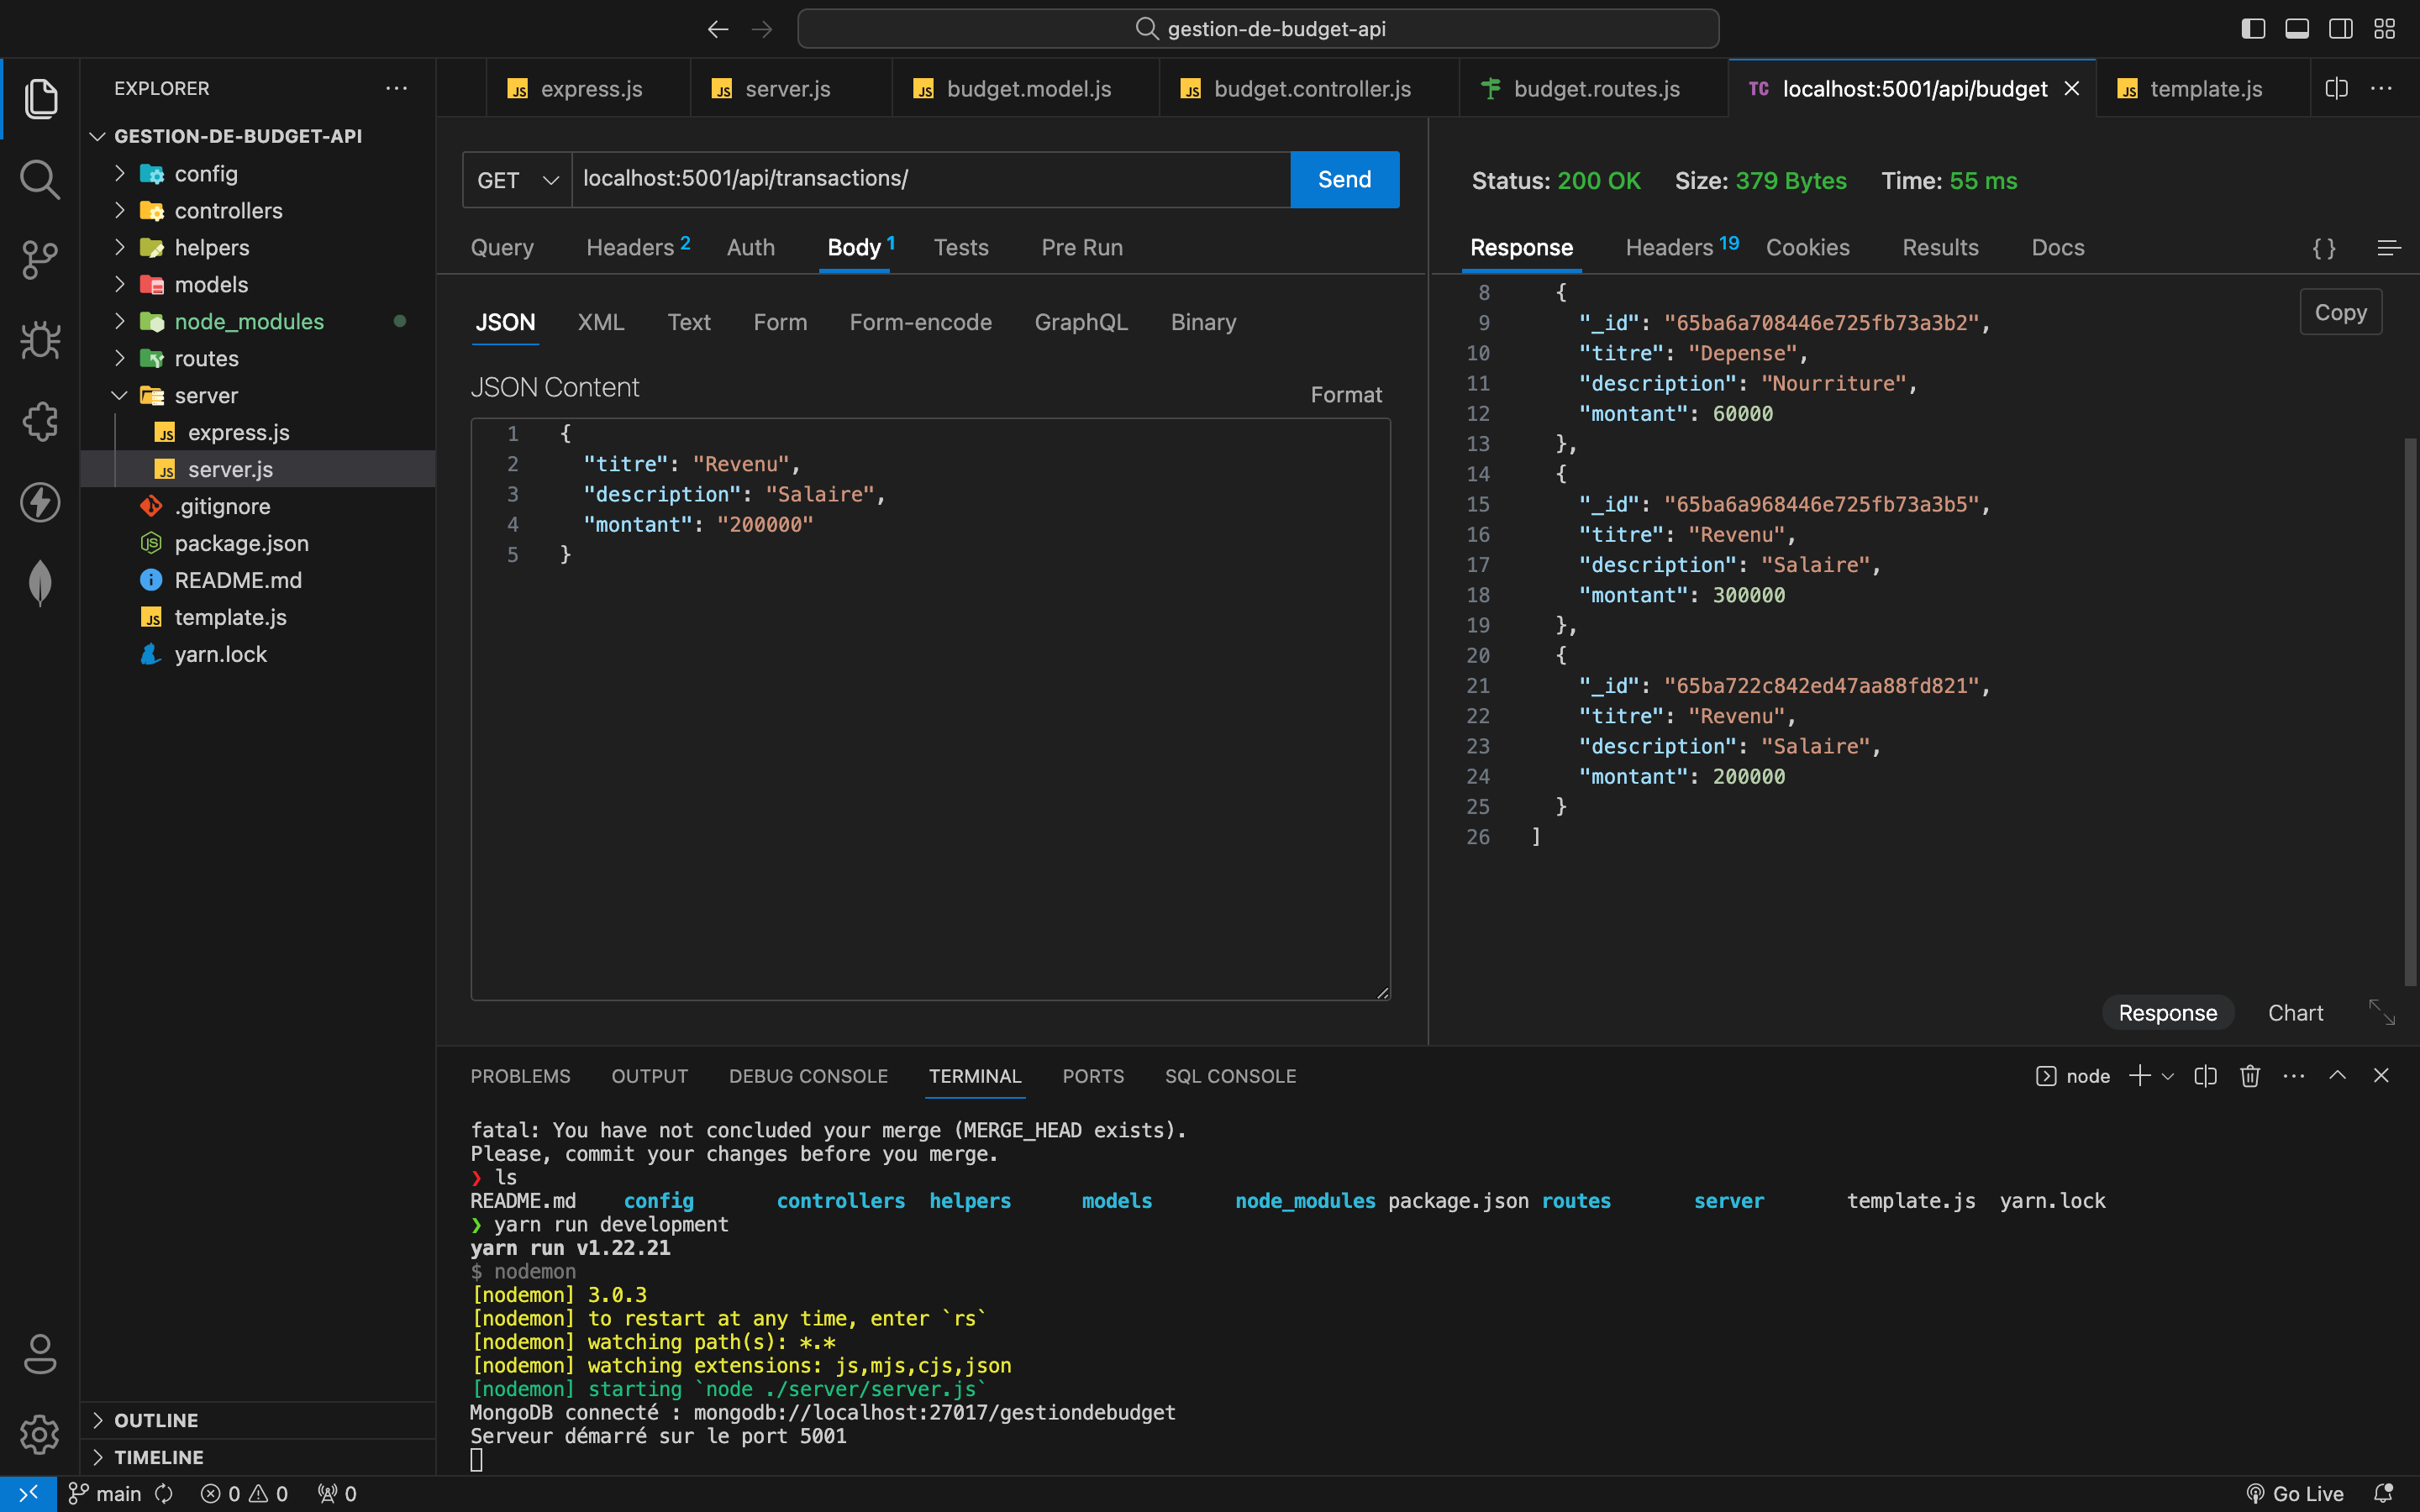 gestion-de-budget-api
EXPLORER
GESTION-DE-BUDGET-API
config
controllers
helpers
models
node_modules
routes
server
express.js
server.js
.gitignore
package.json
README.md
template.js
yarn.lock
OUTLINE
TIMELINE
express.js server.js budget.model.js budget.controller.js budget.routes.js TC localhost:5001/api/budget template.js
GET localhost:5001/api/transactions/ Send
Query Headers 2 Auth Body 1 Tests Pre Run
JSON XML Text Form Form-encode GraphQL Binary
JSON Content Format
1 {
2 "titre": "Revenu",
3 "description": "Salaire",
4 "montant": "200000"
5 }
Status: 200 OK Size: 379 Bytes Time: 55 ms
Response Headers 19 Cookies Results Docs { }
Copy
8 {
9 "_id": "65ba6a708446e725fb73a3b2",
10 "titre": "Depense",
11 "description": "Nourriture",
12 "montant": 60000
13 },
14 {
15 "_id": "65ba6a968446e725fb73a3b5",
16 "titre": "Revenu",
17 "description": "Salaire",
18 "montant": 300000
19 },
20 {
21 "_id": "65ba722c842ed47aa88fd821",
22 "titre": "Revenu",
23 "description": "Salaire",
24 "montant": 200000
25 }
26 ]
Response Chart
PROBLEMS OUTPUT DEBUG CONSOLE TERMINAL PORTS SQL CONSOLE node
fatal: You have not concluded your merge (MERGE_HEAD exists).
Please, commit your changes before you merge.
❯ ls
README.md config controllers helpers models node_modules package.json routes server template.js yarn.lock
❯ yarn run development
yarn run v1.22.21
$ nodemon
[nodemon] 3.0.3
[nodemon] to restart at any time, enter `rs`
[nodemon] watching path(s): *.*
[nodemon] watching extensions: js,mjs,cjs,json
[nodemon] starting `node ./server/server.js`
MongoDB connecté : mongodb://localhost:27017/gestiondebudget
Serveur démarré sur le port 5001
main 0 0 0 Go Live